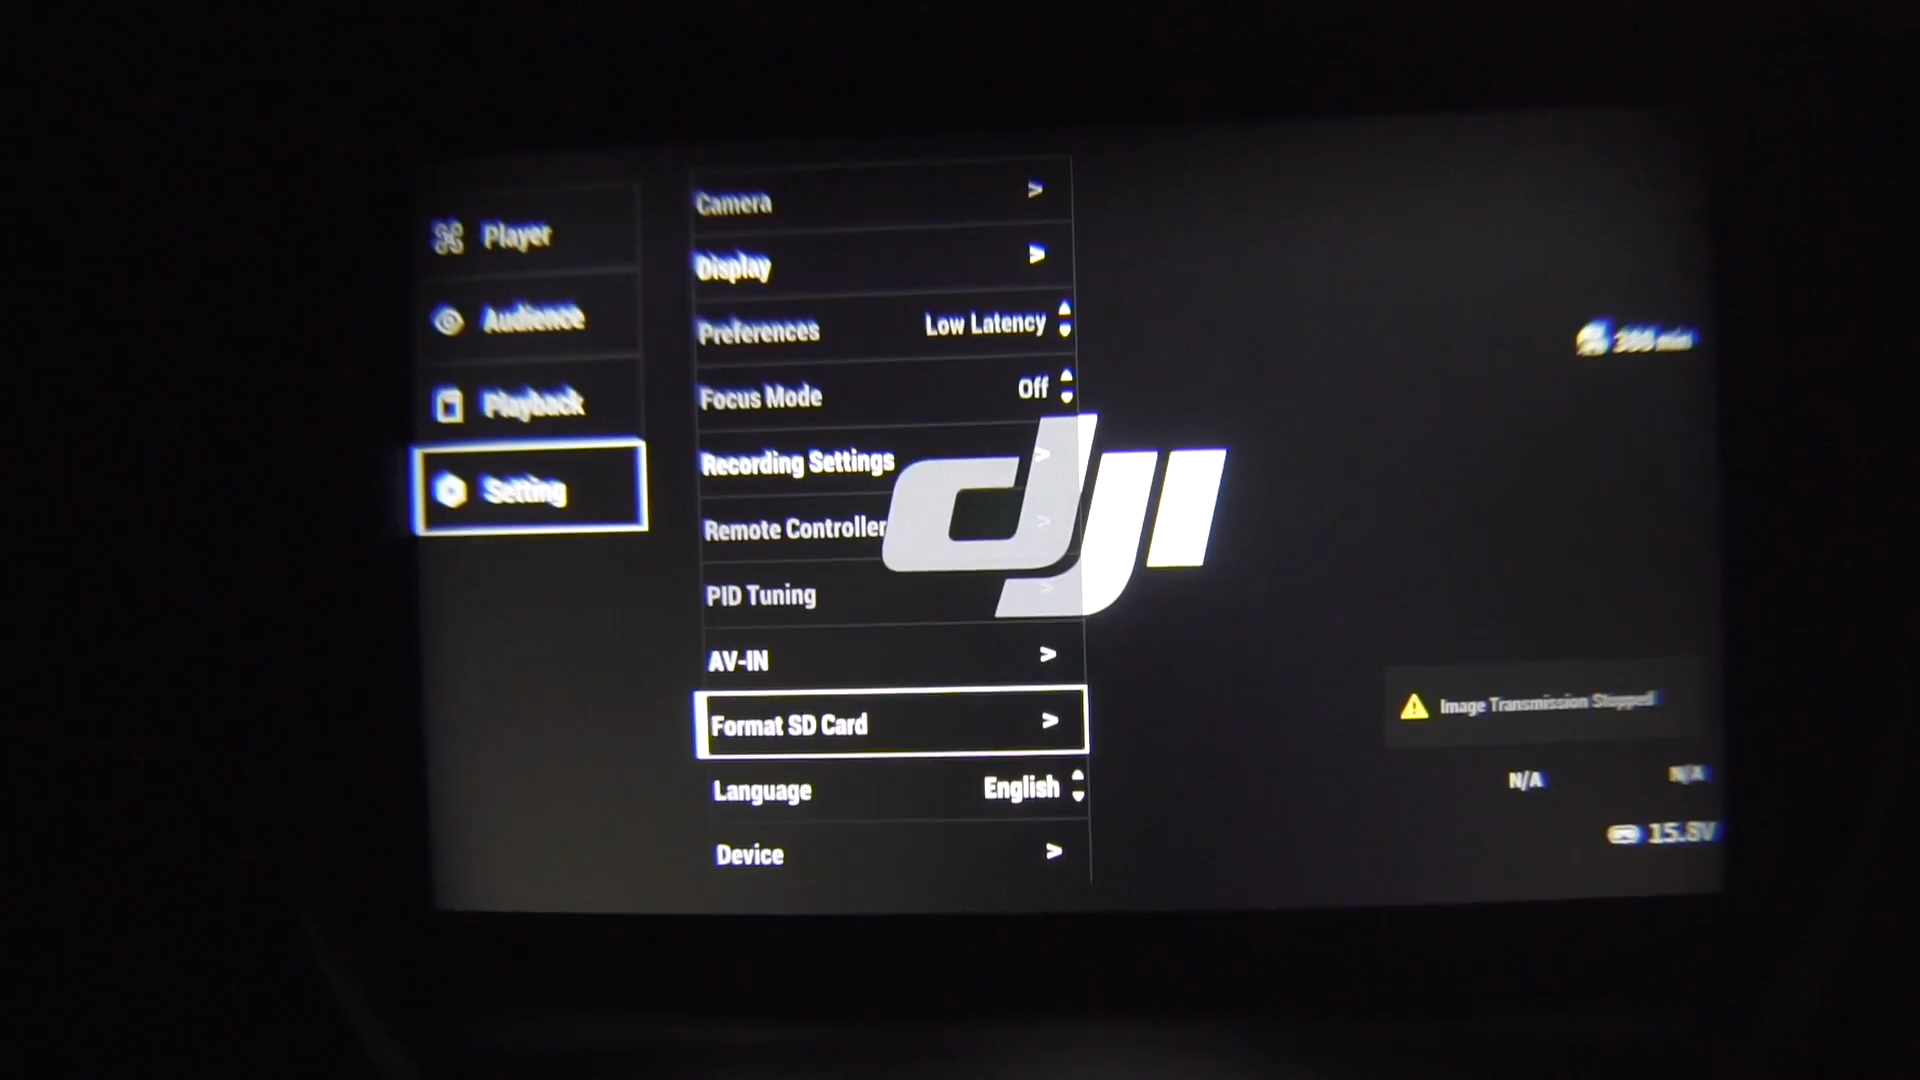 Player
Audience
Playback
Setting
Camera >
Display >
Preferences Low Latency
Focus Mode Off
Recording Settings >
Remote Controller >
PID Tuning >
AV-IN >
Format SD Card >
Language English
Device >
dji
Image Transmission Stopped
N/A N/A
15.8V